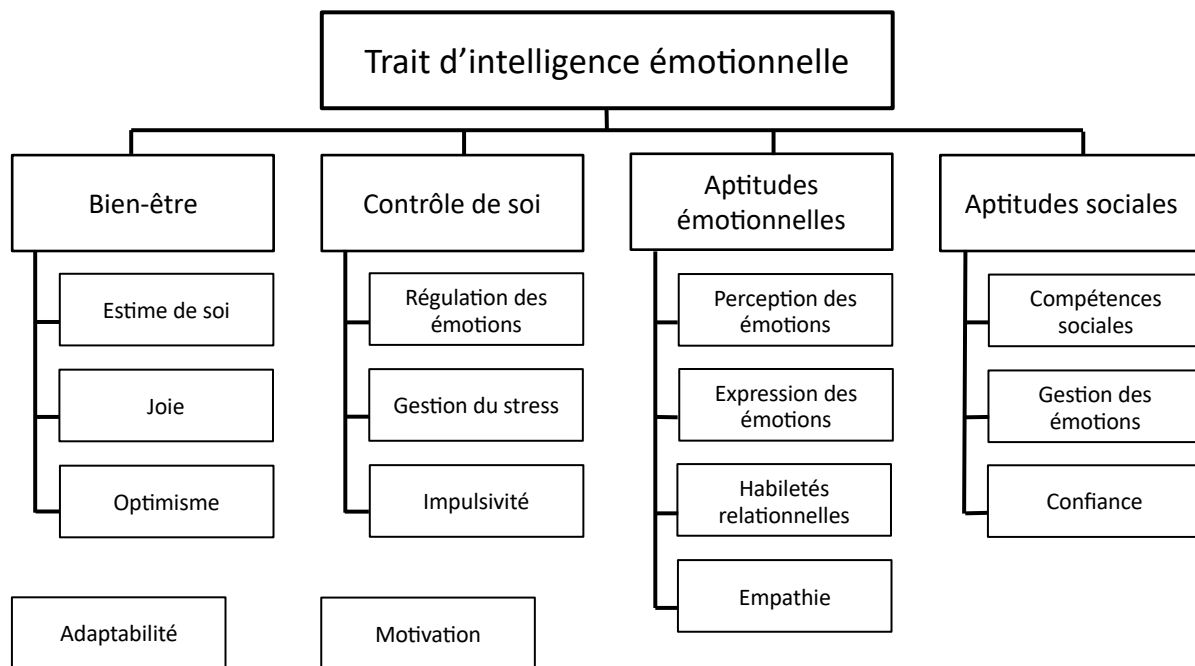 Trait d’intelligence émotionnelle
Bien-être
Contrôle de soi
Aptitudes
émotionnelles
Aptitudes sociales
Estime de soi
Joie
Optimisme
Régulation des
émotions
Gestion du stress
Impulsivité
Perception des
émotions
Expression des
émotions
Habiletés
relationnelles
Empathie
Compétences
sociales
Gestion des
émotions
Confiance
Adaptabilité
Motivation